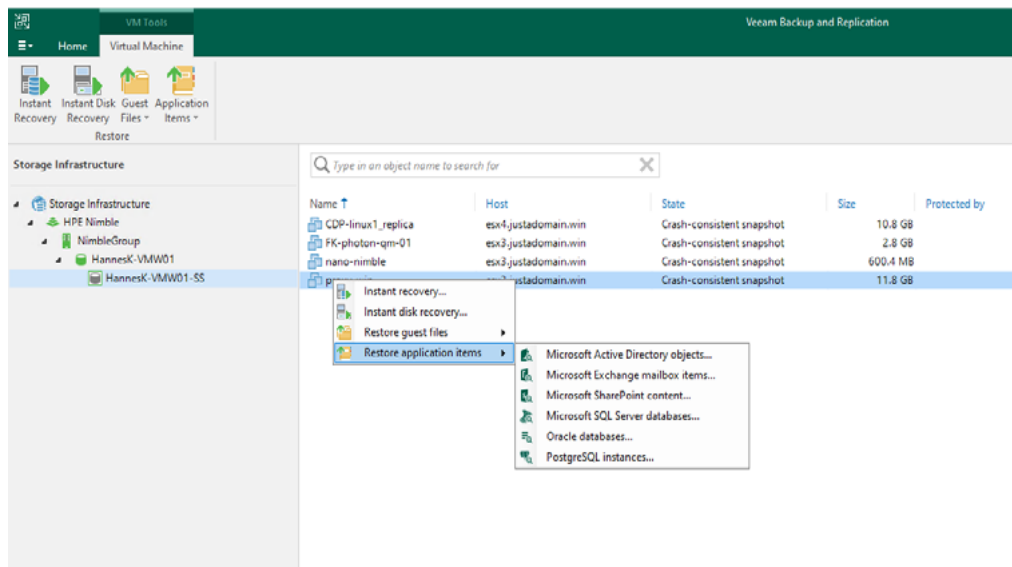 VM Tools
Veeam Backup and Replication
Home Virtual Machine
Instant Recovery
Instant Disk Recovery
Guest Files
Application Items
Restore
Storage Infrastructure
Type in an object name to search for
Storage Infrastructure
HPE Nimble
NimbleGroup
HannesK-VMW01
HannesK-VMW01-SS
Name Host State Size Protected by
CDP-linux1_replica esx4.justadomain.win Crash-consistent snapshot 10.8 GB
FK-photon-qm-01 esx3.justadomain.win Crash-consistent snapshot 2.8 GB
nano-nimble esx3.justadomain.win Crash-consistent snapshot 600.4 MB
Crash-consistent snapshot 11.8 GB
Instant recovery...
Instant disk recovery...
Restore guest files
Restore application items
Microsoft Active Directory objects...
Microsoft Exchange mailbox items...
Microsoft SharePoint content...
Microsoft SQL Server databases...
Oracle databases...
PostgreSQL instances...